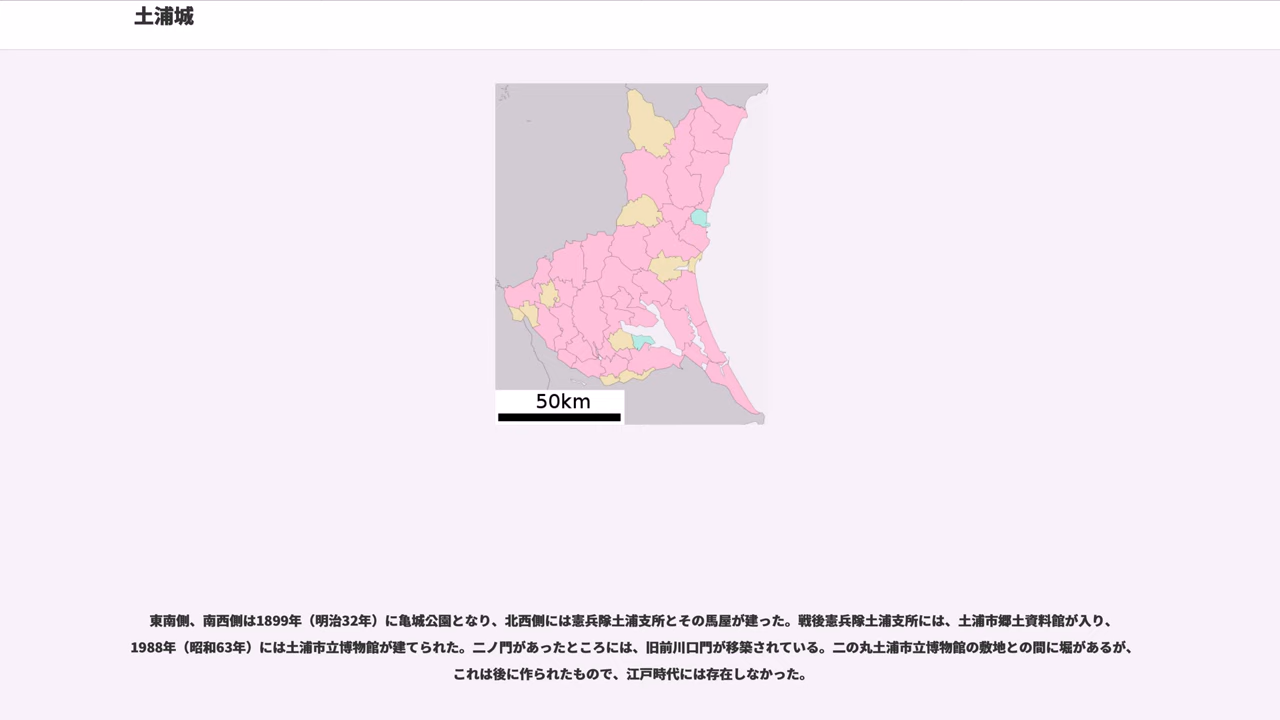 土浦城
50km
東南側、南西側は1899年（明治32年）に亀城公園となり、北西側には憲兵隊土浦支所とその馬屋が建った。戦後憲兵隊土浦支所には、土浦市郷土資料館が入り、
1988年（昭和63年）には土浦市立博物館が建てられた。二ノ門があったところには、旧前川口門が移築されている。二の丸土浦市立博物館の敷地との間に堀があるが、
これは後に作られたもので、江戸時代には存在しなかった。